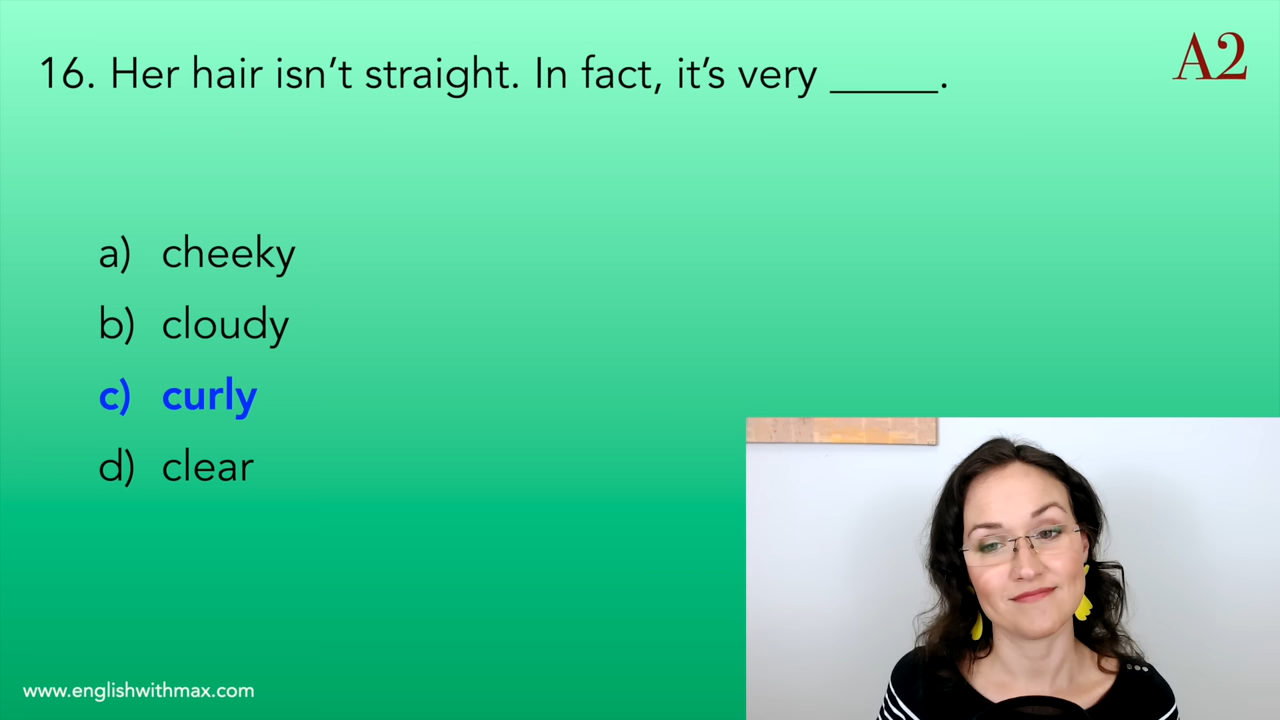 16. Her hair isn’t straight. In fact, it’s very _____.
A2
a) cheeky
b) cloudy
c) curly
d) clear
www.englishwithmax.com